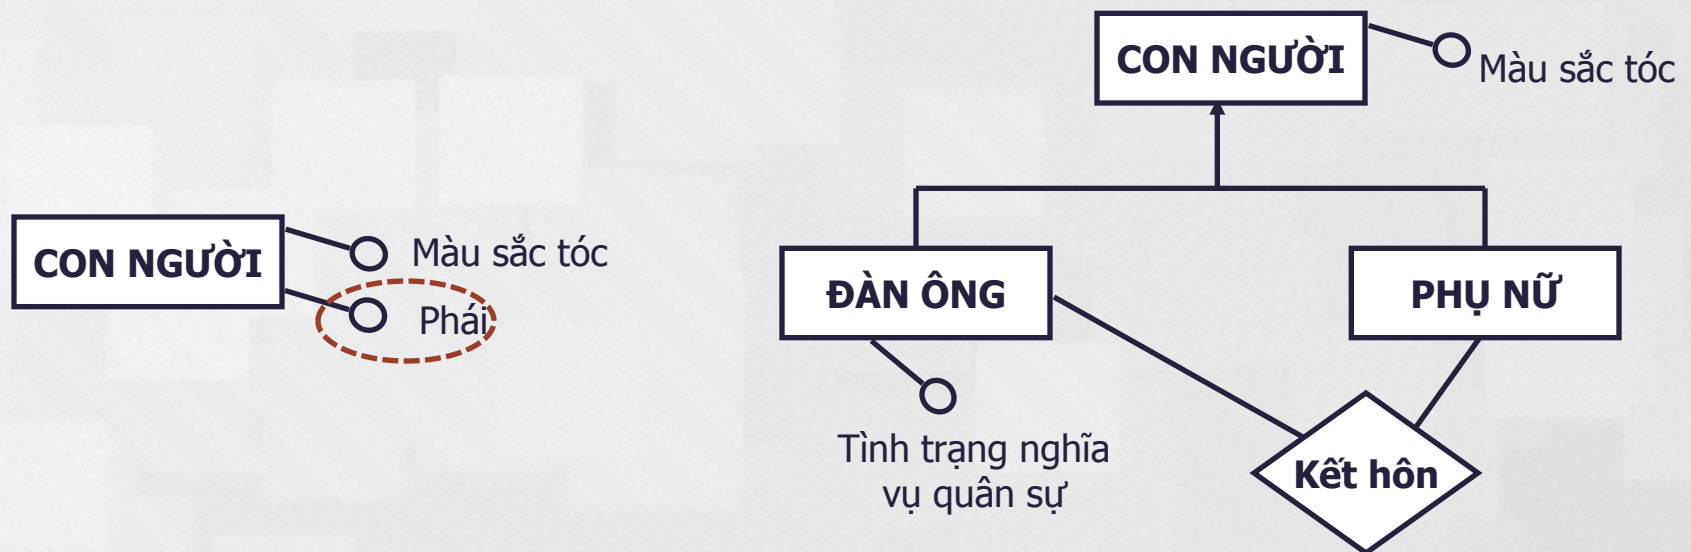 CON NGƯỜI
Màu sắc tóc
Phái
CON NGƯỜI
Màu sắc tóc
ĐÀN ÔNG
PHỤ NỮ
Tình trạng nghĩa
vụ quân sự
Kết hôn